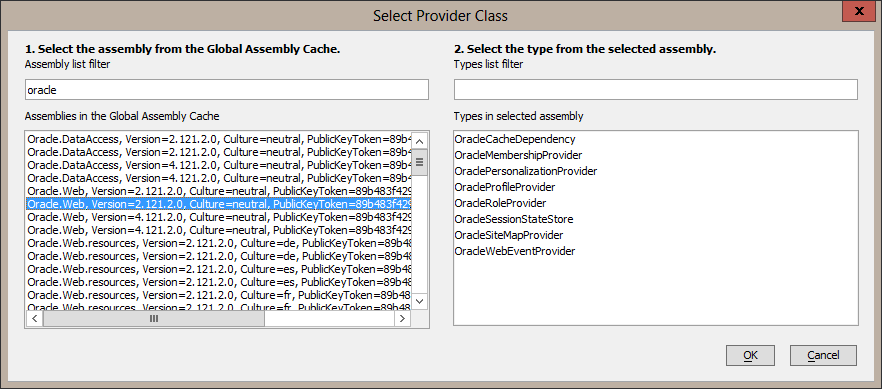 Select Provider Class
x
1. Select the assembly from the Global Assembly Cache.
Assembly list filter
oracle
Assemblies in the Global Assembly Cache
Oracle.DataAccess, Version=2.121.2.0, Culture=neutral, PublicKeyToken=89b4
Oracle.DataAccess, Version=2.121.2.0, Culture=neutral, PublicKeyToken=89b4
Oracle.DataAccess, Version=4.121.2.0, Culture=neutral, PublicKeyToken=89b4
Oracle.DataAccess, Version=4.121.2.0, Culture=neutral, PublicKeyToken=89b4
Oracle.Web, Version=2.121.2.0, Culture=neutral, PublicKeyToken=89b483f429
Oracle.Web, Version=2.121.2.0, Culture=neutral, PublicKeyToken=89b483f429
Oracle.Web, Version=4.121.2.0, Culture=neutral, PublicKeyToken=89b483f429
Oracle.Web, Version=4.121.2.0, Culture=neutral, PublicKeyToken=89b483f429
Oracle.Web.resources, Version=2.121.2.0, Culture=de, PublicKeyToken=89b48
Oracle.Web.resources, Version=2.121.2.0, Culture=de, PublicKeyToken=89b48
Oracle.Web.resources, Version=2.121.2.0, Culture=es, PublicKeyToken=89b48
Oracle.Web.resources, Version=2.121.2.0, Culture=es, PublicKeyToken=89b48
Oracle.Web.resources, Version=2.121.2.0, Culture=fr, PublicKeyToken=89b48
Oracle.Web.resources, Version=2.121.2.0, Culture=fr, PublicKeyToken=89b48
2. Select the type from the selected assembly.
Types list filter
Types in selected assembly
OracleCacheDependency
OracleMembershipProvider
OraclePersonalizationProvider
OracleProfileProvider
OracleRoleProvider
OracleSessionStateStore
OracleSiteMapProvider
OracleWebEventProvider
OK
Cancel